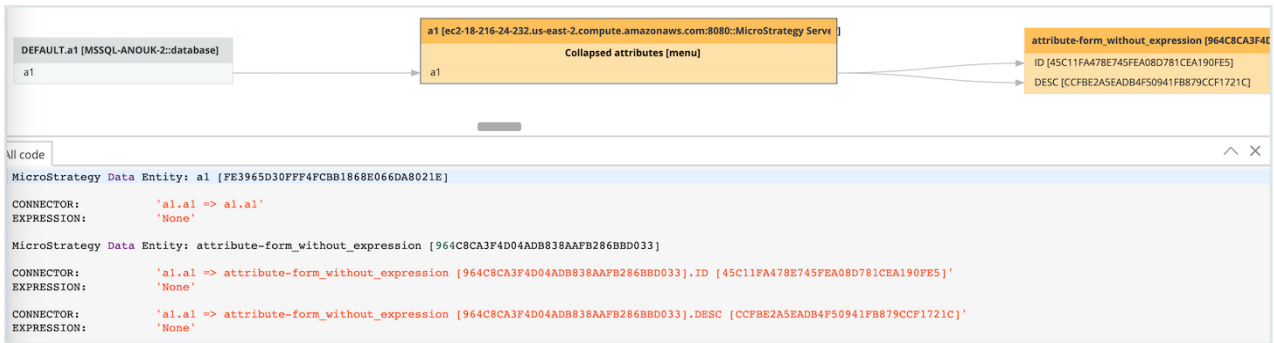 a1 [ec2-18-216-24-232.us-east-2.compute.amazonaws.com:8080::MicroStrategy Serve
Collapsed attributes [menu]
a1
DEFAULT.a1 [MSSQL-ANOUK-2::database]
a1
attribute-form_without_expression [964C8CA3F4D
ID [45C11FA478E745FEA08D781CEA190FE5]
DESC [CCFBE2A5EADB4F50941FB879CCF1721C]
All code
MicroStrategy Data Entity: a1 [FE3965D30FFF4FCBB1868E066DA8021E]
CONNECTOR: 'a1.a1 => a1.a1'
EXPRESSION: 'None'
MicroStrategy Data Entity: attribute-form_without_expression [964C8CA3F4D04ADB838AAFB286BBD033]
CONNECTOR: 'a1.a1 => attribute-form_without_expression [964C8CA3F4D04ADB838AAFB286BBD033].ID [45C11FA478E745FEA08D781CEA190FE5]'
EXPRESSION: 'None'
CONNECTOR: 'a1.a1 => attribute-form_without_expression [964C8CA3F4D04ADB838AAFB286BBD033].DESC [CCFBE2A5EADB4F50941FB879CCF1721C]'
EXPRESSION: 'None'